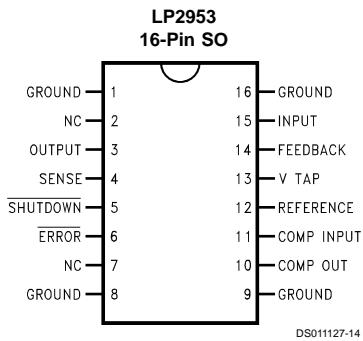 LP2953
16-Pin SO
GROUND 1 16 GROUND
NC 2 15 INPUT
OUTPUT 3 14 FEEDBACK
SENSE 4 13 V TAP
SHUTDOWN 5 12 REFERENCE
ERROR 6 11 COMP INPUT
NC 7 10 COMP OUT
GROUND 8 9 GROUND
DS011127-14